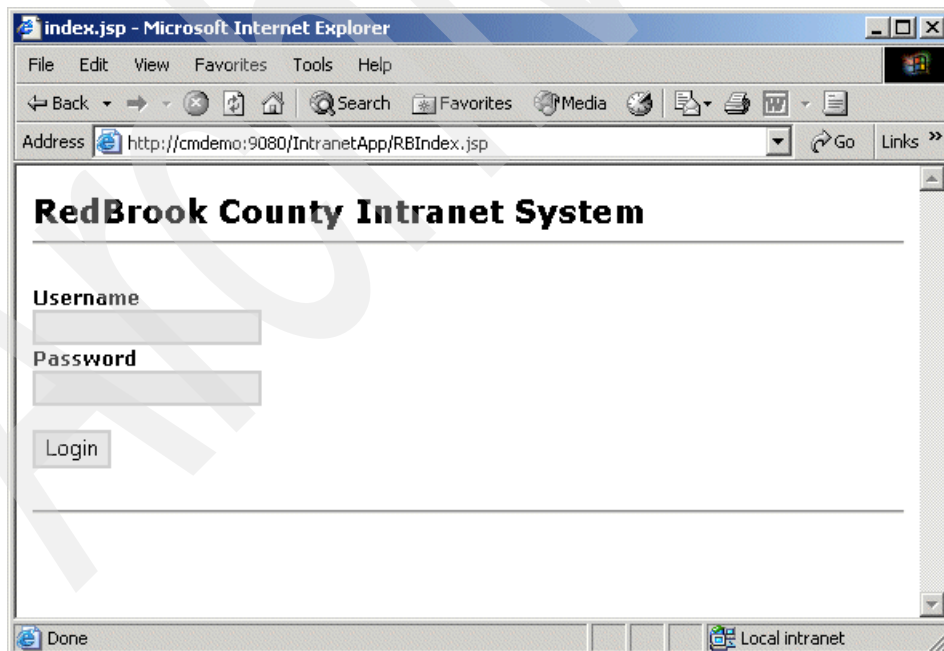 index.jsp - Microsoft Internet Explorer
File Edit View Favorites Tools Help
Back Search Favorites Media
Address http://cmdemo:9080/IntranetApp/RBIndex.jsp Go Links »
RedBrook County Intranet System
Username
Password
Login
Done Local intranet